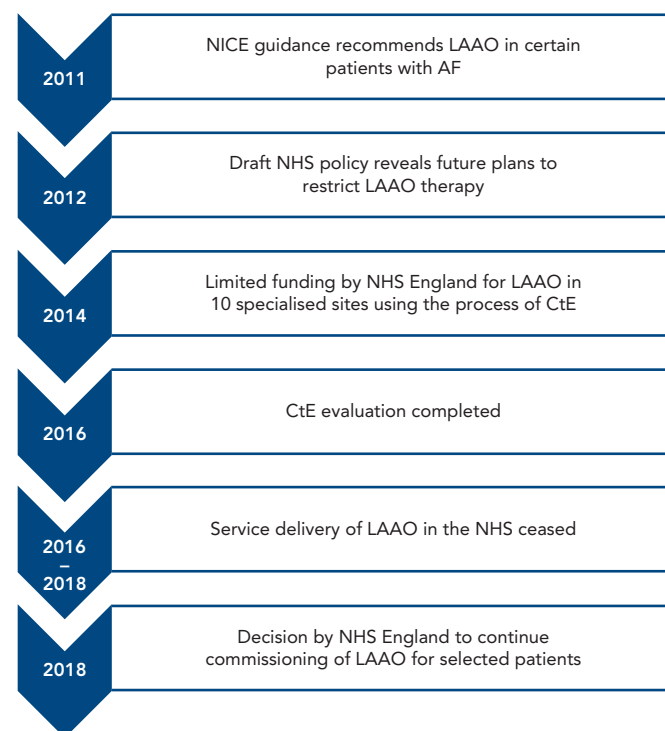 2011
NICE guidance recommends LAAO in certain
patients with AF
2012
Draft NHS policy reveals future plans to
restrict LAAO therapy
2014
Limited funding by NHS England for LAAO in
10 specialised sites using the process of CtE
2016
CtE evaluation completed
2016
–
2018
Service delivery of LAAO in the NHS ceased
2018
Decision by NHS England to continue
commissioning of LAAO for selected patients